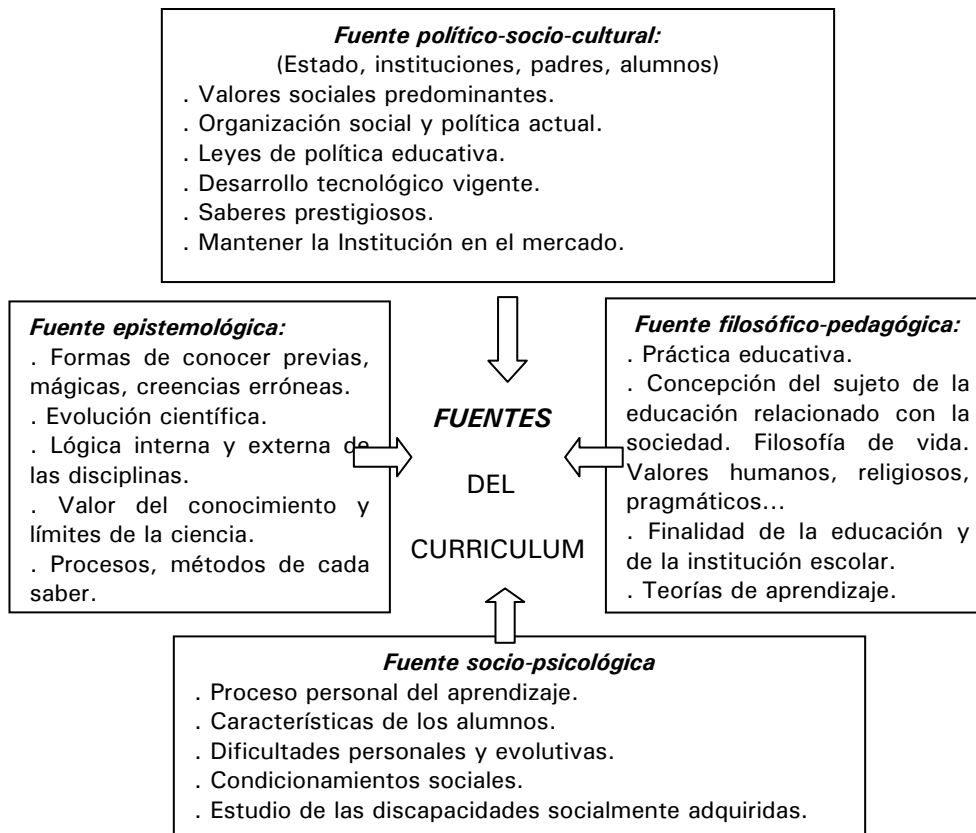 Fuente político-socio-cultural:
(Estado, instituciones, padres, alumnos)
. Valores sociales predominantes.
. Organización social y política actual.
. Leyes de política educativa.
. Desarrollo tecnológico vigente.
. Saberes prestigiosos.
. Mantener la Institución en el mercado.
Fuente epistemológica:
. Formas de conocer previas,
mágicas, creencias erróneas.
. Evolución científica.
. Lógica interna y externa de
las disciplinas.
. Valor del conocimiento y
límites de la ciencia.
. Procesos, métodos de cada
saber.
FUENTES
DEL
CURRICULUM
Fuente filosófico-pedagógica:
. Práctica educativa.
. Concepción del sujeto de la
educación relacionado con la
sociedad. Filosofía de vida.
Valores humanos, religiosos,
pragmáticos...
. Finalidad de la educación y
de la institución escolar.
. Teorías de aprendizaje.
Fuente socio-psicológica
. Proceso personal del aprendizaje.
. Características de los alumnos.
. Dificultades personales y evolutivas.
. Condicionamientos sociales.
. Estudio de las discapacidades socialmente adquiridas.